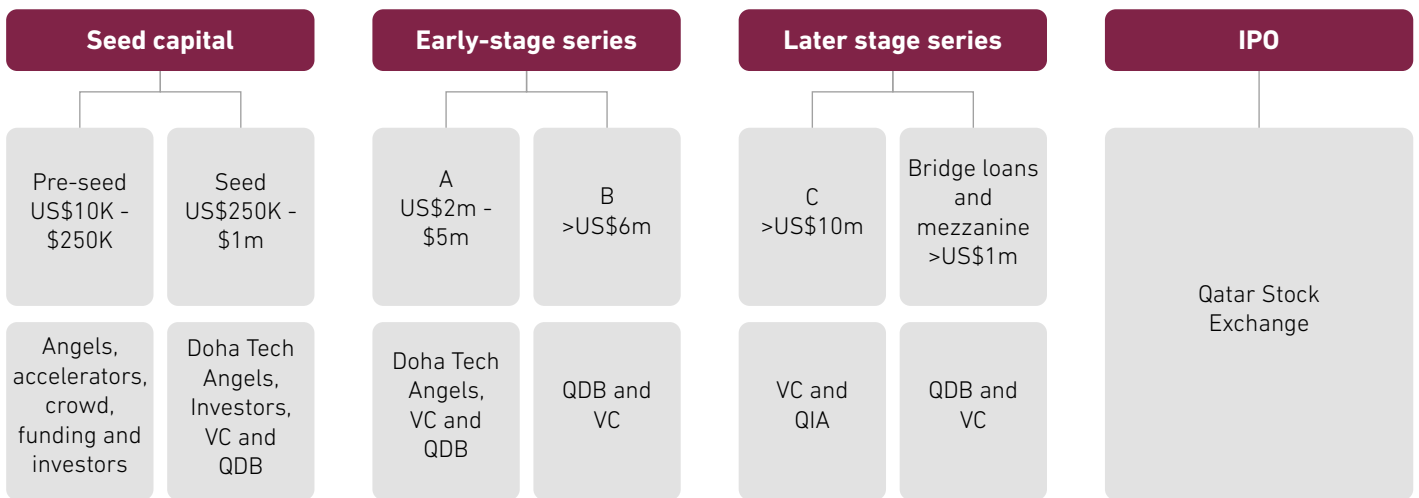 Seed capital
Early-stage series
Later stage series
IPO
Pre-seed
US$10K -
$250K
Seed
US$250K -
$1m
A
US$2m -
$5m
B
>US$6m
C
>US$10m
Bridge loans
and
mezzanine
>US$1m
Qatar Stock
Exchange
Angels,
accelerators,
crowd,
funding and
investors
Doha Tech
Angels,
Investors,
VC and
QDB
Doha Tech
Angels,
VC and
QDB
QDB and
VC
VC and
QIA
QDB and
VC